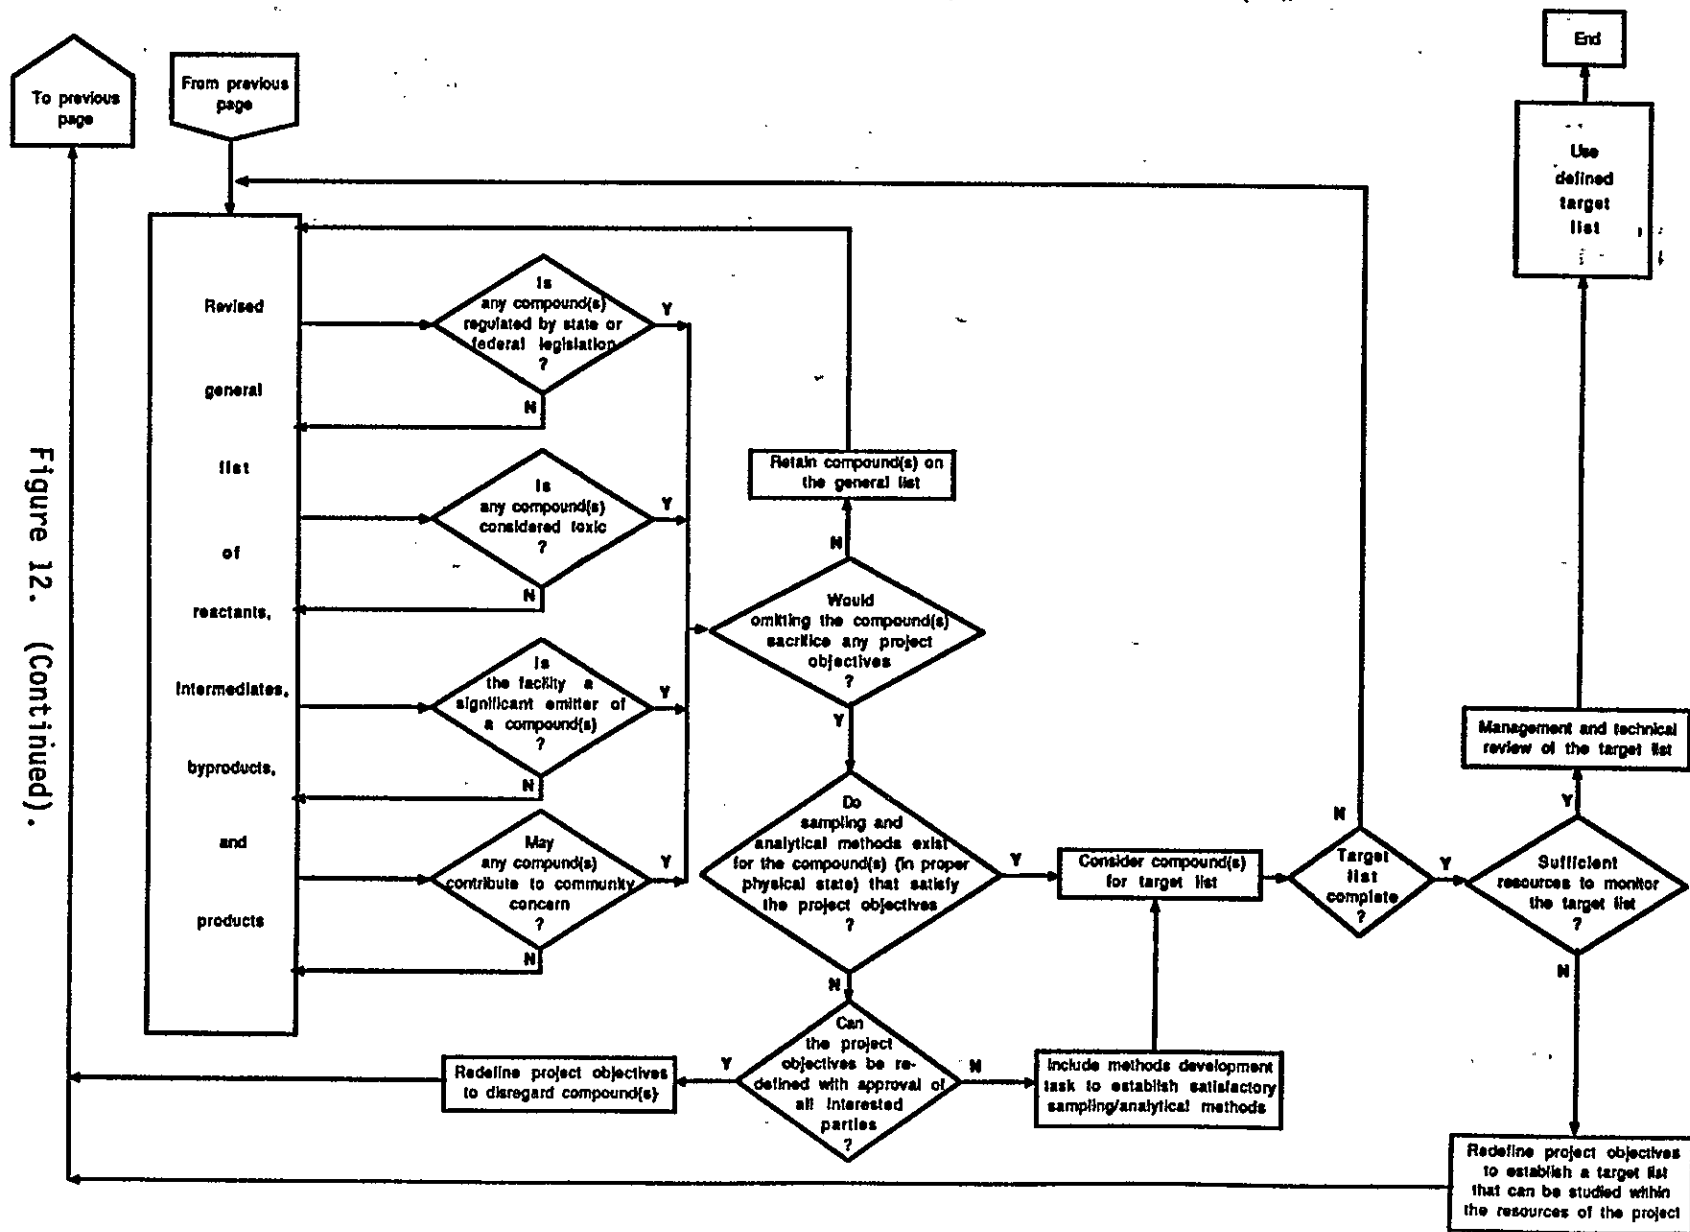 To previous
page
From previous
page
End
Use
defined
target
list
Revised
general
list
of
reactants,
intermediates,
byproducts,
and
products
Is
any compound(s)
regulated by state or
federal legislation
?
Y
N
Is
any compound(s)
considered toxic
?
Y
N
Is
the facility a
significant emitter of
a compound(s)
?
Y
N
May
any compund(s)
contribute to community
concern
?
Y
N
Retain compound(s) on
the general list
N
Would
omitting the compound(s)
sacrifice any project
objectives
?
Y
Do
sampling and
analytical methods exist
for the compound(s) (in proper
physical state) that satisfy
the project objectives
?
Y
N
Consider compound(s)
for target list
N
Target
list
complete
?
Y
Management and technical
review of the target list
Y
Sufficient
resources to monitor
the target list
?
N
Can
the project
objectives be re-
defined with approval of
all interested
parties
?
Y
N
Redefine project objectives
to disregard compound(s)
Include methods development
task to establish satisfactory
sampling/analytical methods
Redefine project objectives
to establish a target list
that can be studied within
the resources of the project
Figure 12. (Continued).